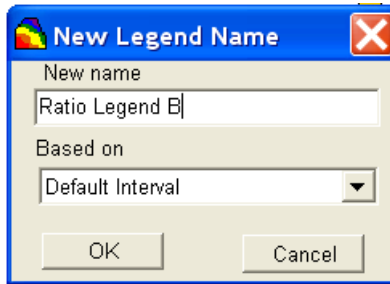 New Legend Name
New name
Ratio Legend B
Based on
Default Interval
OK Cancel